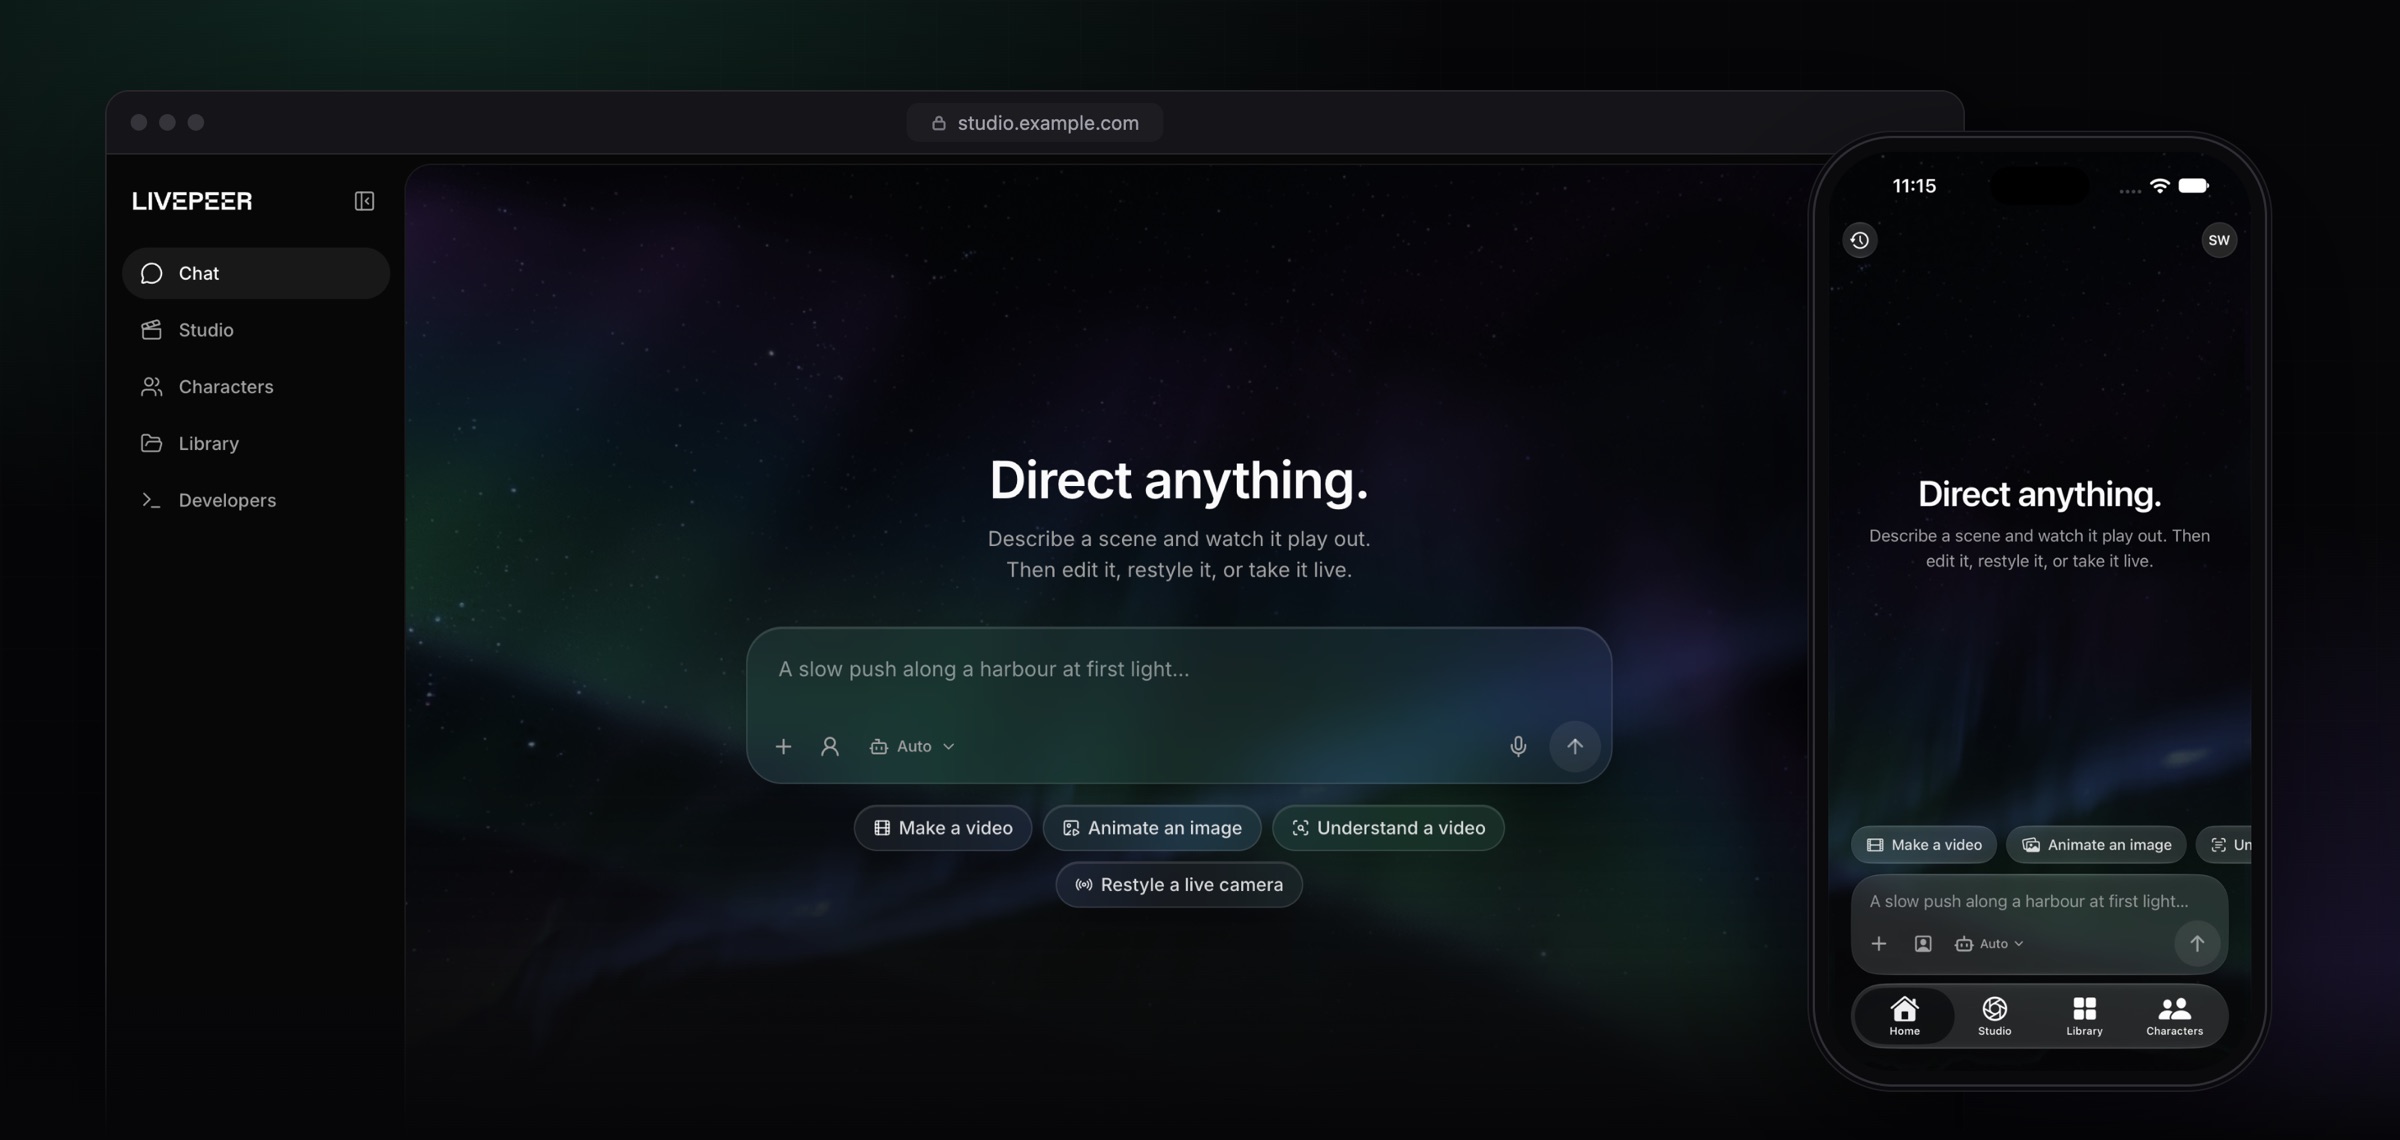 studio.example.com
LIVEPEER
Chat
Studio
Characters
Library
Developers
Direct anything.
Describe a scene and watch it play out.
Then edit it, restyle it, or take it live.
A slow push along a harbour at first light...
Auto
Make a video
Animate an image
Understand a video
Restyle a live camera
11:15
SW
Direct anything.
Describe a scene and watch it play out. Then
edit it, restyle it, or take it live.
Make a video
Animate an image
Un
A slow push along a harbour at first light...
Auto
Home
Studio
Library
Characters